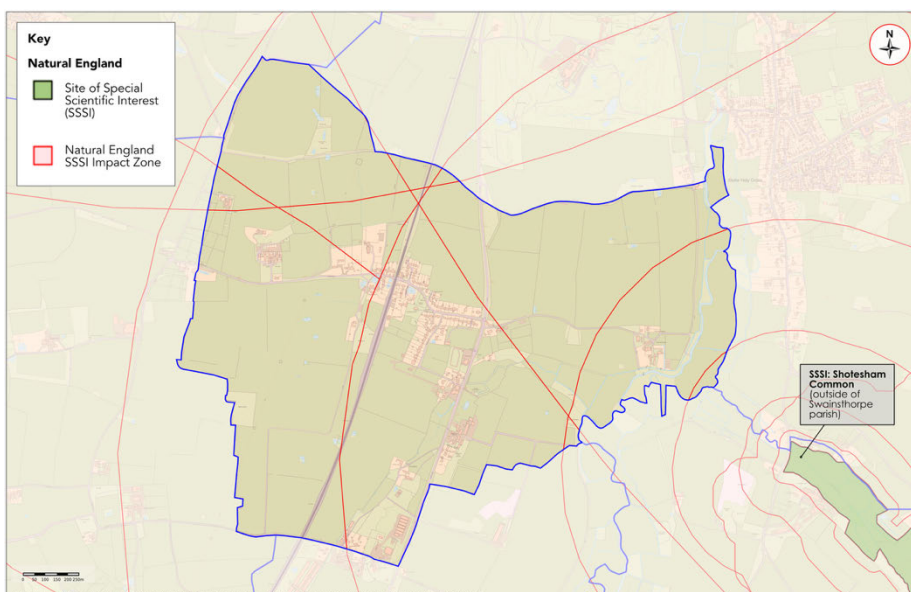 Key
Natural England
Site of Special
Scientific Interest
(SSSI)
Natural England
SSSI Impact Zone
N
SSSI: Shotesham
Common
(outside of
Swainsthorpe
parish)